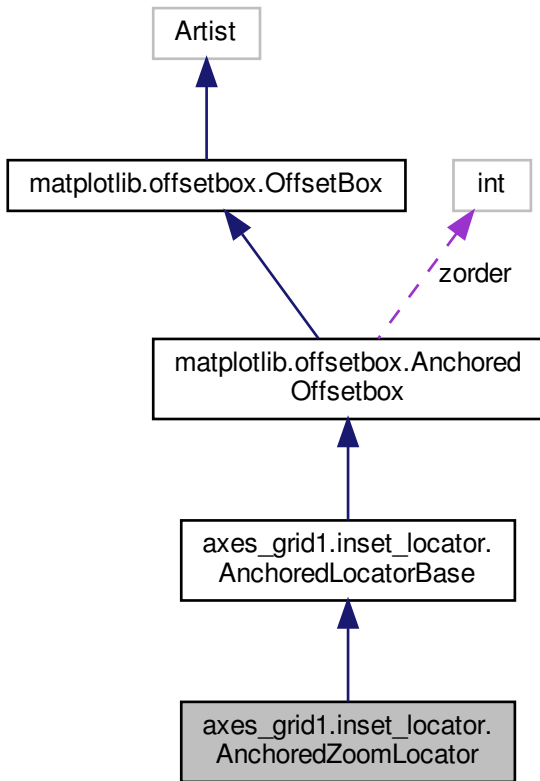 Artist
matplotlib.offsetbox.OffsetBox
int
zorder
matplotlib.offsetbox.Anchored
Offsetbox
axes_grid1.inset_locator.
AnchoredLocatorBase
axes_grid1.inset_locator.
AnchoredZoomLocator